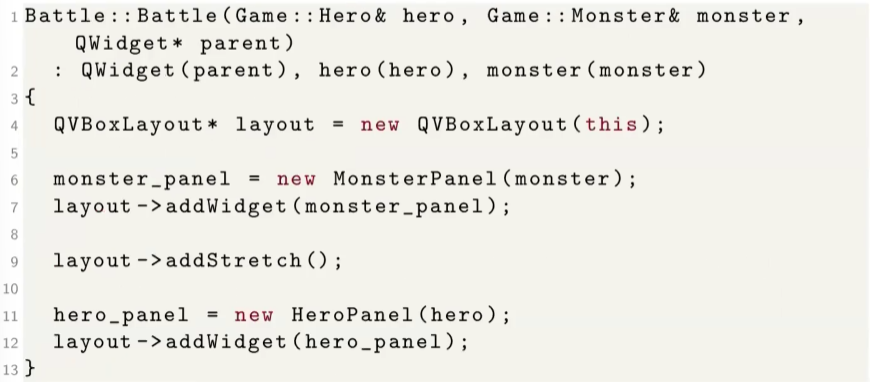 1 Battle::Battle(Game::Hero& hero, Game::Monster& monster,
QWidget* parent)
2 : QWidget(parent), hero(hero), monster(monster)
3 {
4 QVBoxLayout* layout = new QVBoxLayout(this);
5
6 monster_panel = new MonsterPanel(monster);
7 layout->addWidget(monster_panel);
8
9 layout->addStretch();
10
11 hero_panel = new HeroPanel(hero);
12 layout->addWidget(hero_panel);
13 }